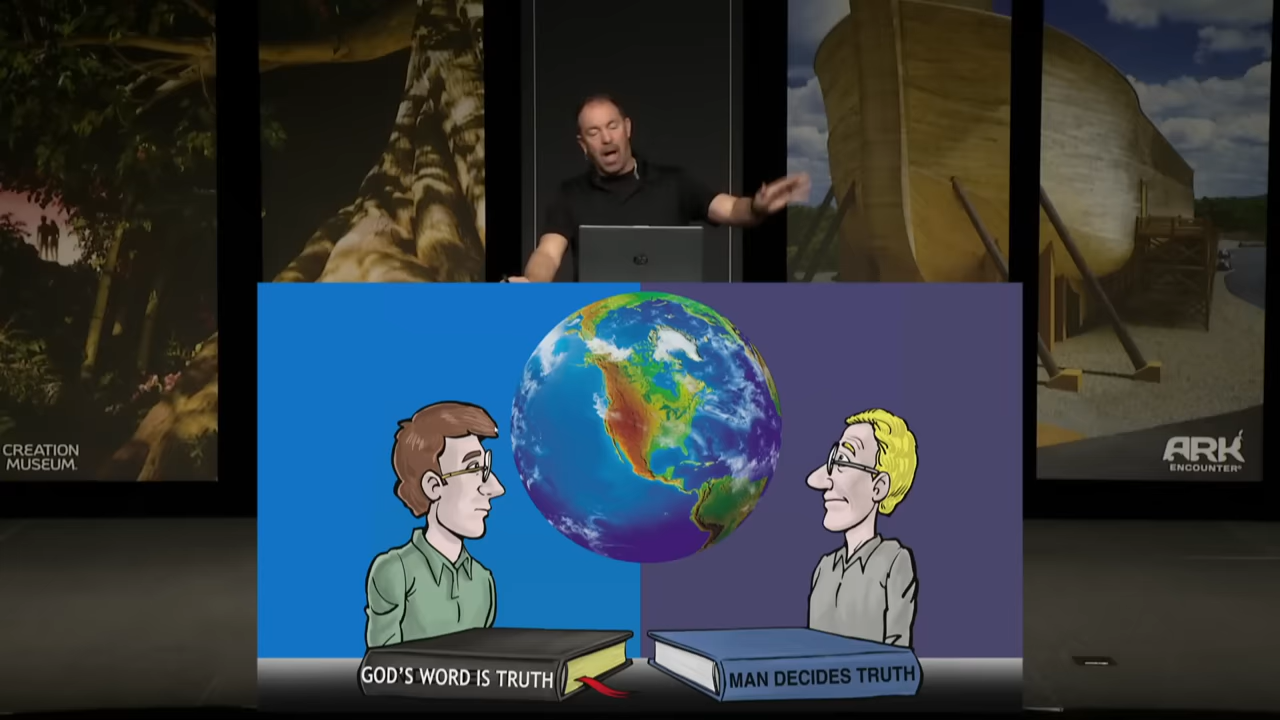 CREATION
MUSEUM
ARK
ENCOUNTER
GOD'S WORD IS TRUTH
MAN DECIDES TRUTH